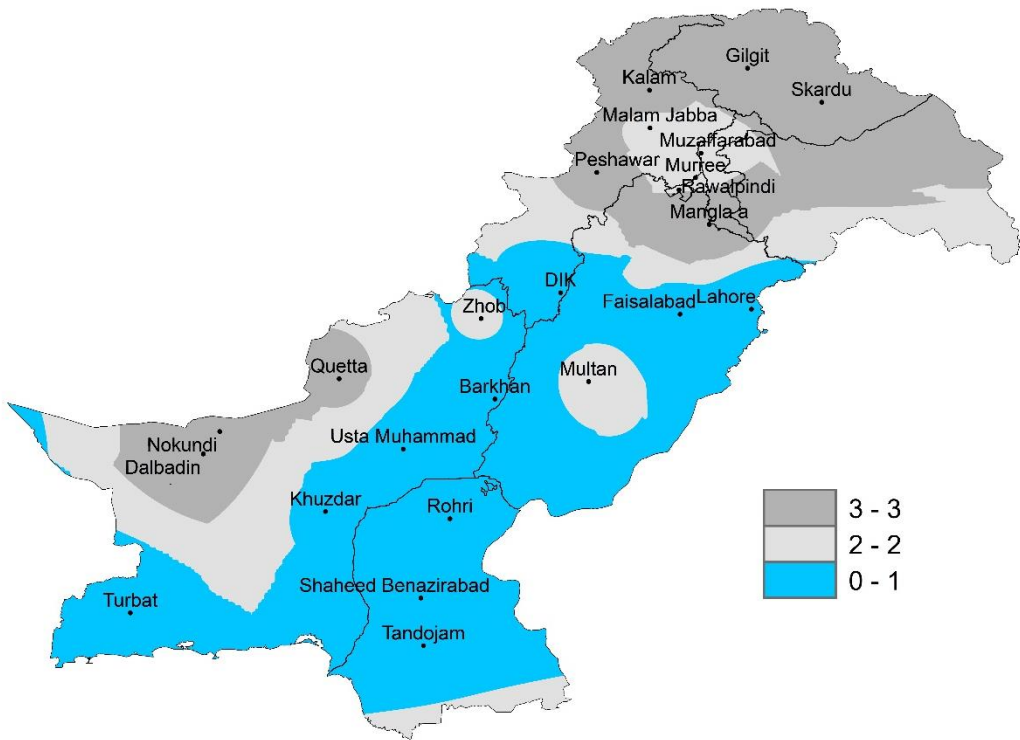 Gilgit
Kalam
Skardu
Malam Jabba
Muzaffarabad
Peshawar
Murree
Rawalpindi
Mangla a
DIK
Faisalabad
Lahore
Zhob
Quetta
Multan
Barkhan
Nokundi
Usta Muhammad
Dalbadin
Khuzdar
Rohri
3 - 3
2 - 2
0 - 1
Shaheed Benazirabad
Turbat
Tandojam